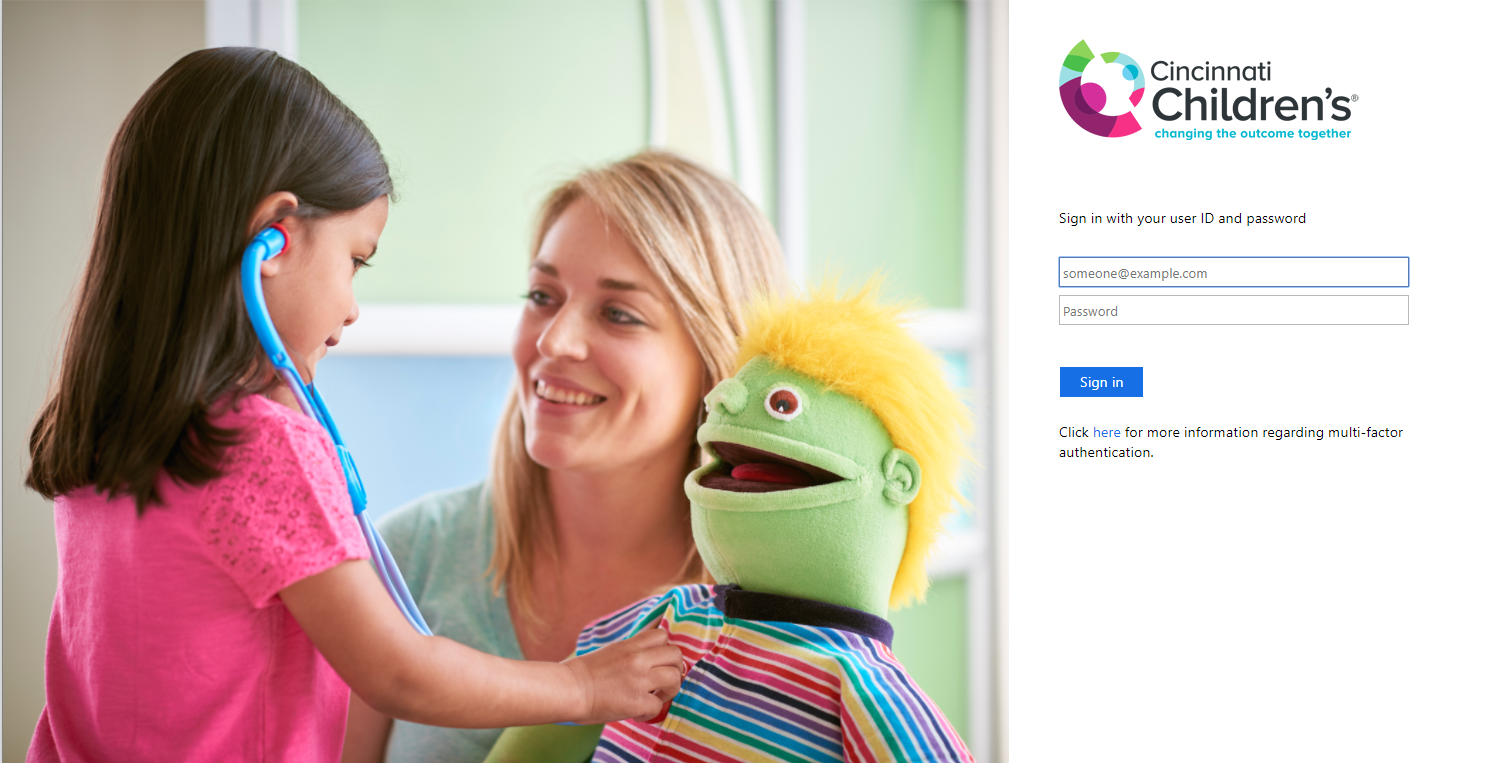 Cincinnati
Children's®
changing the outcome together
Sign in with your user ID and password
someone@example.com
Password
Sign in
Click here for more information regarding multi-factor
authentication.